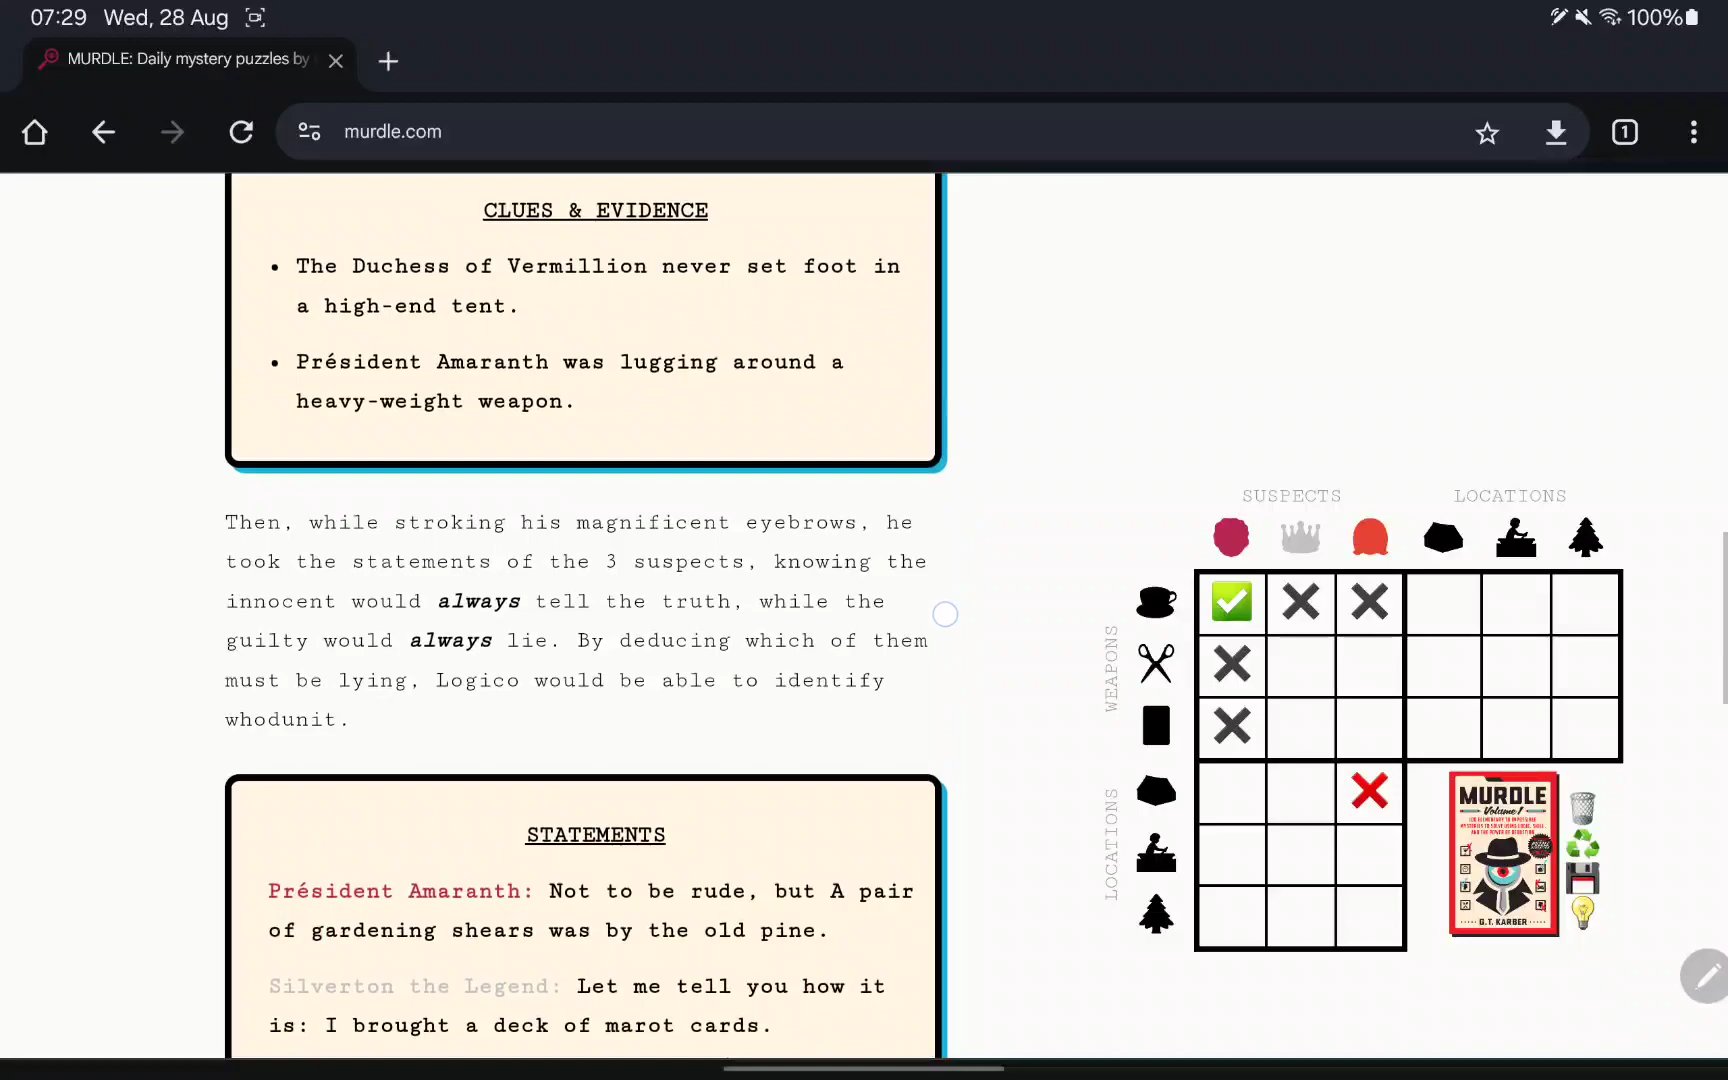 07:29 Wed, 28 Aug
100%
MURDLE: Daily mystery puzzles by
murdle.com
1
CLUES & EVIDENCE
• The Duchess of Vermillion never set foot in
a high-end tent.
• Président Amaranth was lugging around a
heavy-weight weapon.
Then, while stroking his magnificent eyebrows, he
took the statements of the 3 suspects, knowing the
innocent would always tell the truth, while the
guilty would always lie. By deducing which of them
must be lying, Logico would be able to identify
whodunit.
STATEMENTS
Président Amaranth: Not to be rude, but A pair
of gardening shears was by the old pine.
Silverton the Legend: Let me tell you how it
is: I brought a deck of marot cards.
SUSPECTS
LOCATIONS
WEAPONS
LOCATIONS
MURDLE
Volume 1
G.T. KARBER